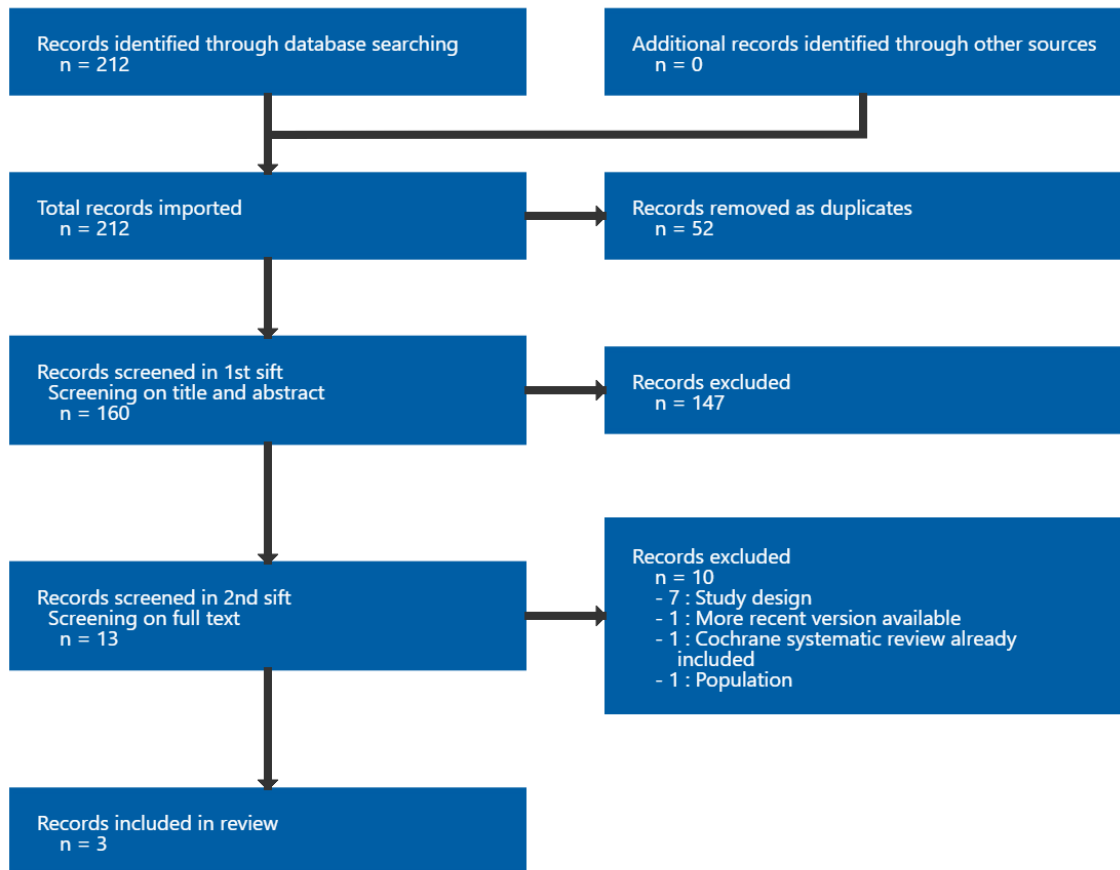 Records identified through database searching
n = 212
Additional records identified through other sources
n = 0
Total records imported
n = 212
Records removed as duplicates
n = 52
Records screened in 1st sift
Screening on title and abstract
n = 160
Records excluded
n = 147
Records screened in 2nd sift
Screening on full text
n = 13
Records excluded
n = 10
- 7 : Study design
- 1 : More recent version available
- 1 : Cochrane systematic review already
included
- 1 : Population
Records included in review
n = 3